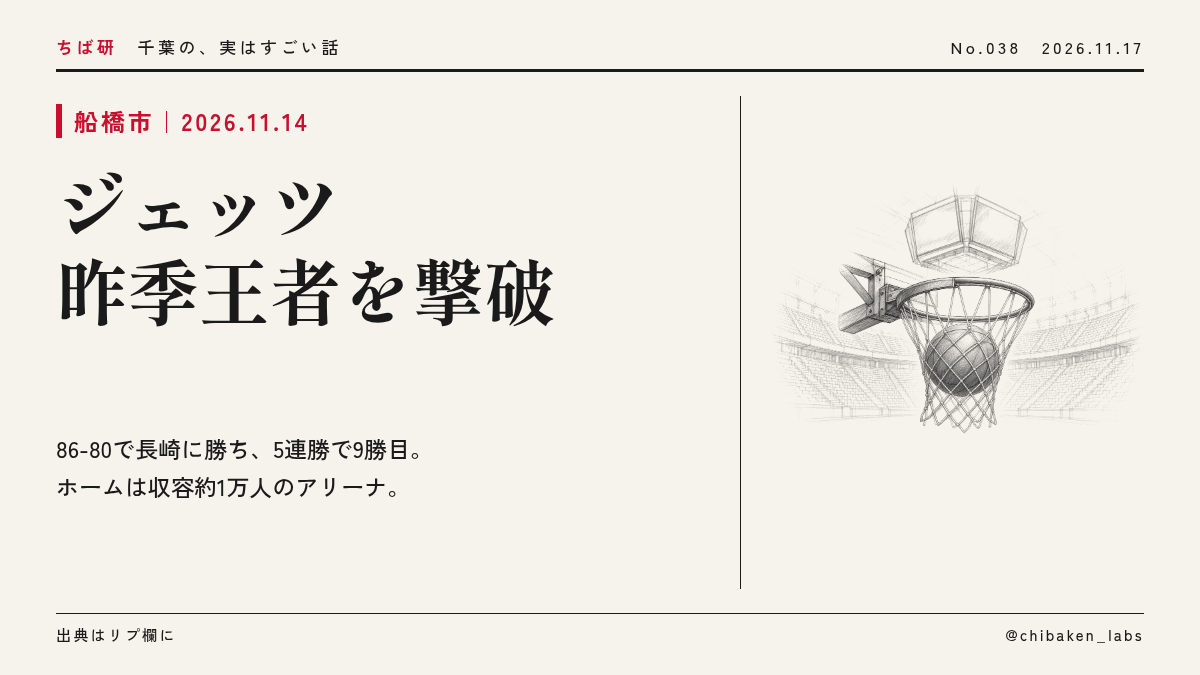 ちば研 千葉の、実はすごい話
No.038 2026.11.17
船橋市｜2026.11.14
ジェッツ
昨季王者を撃破
86-80で長崎に勝ち、5連勝で9勝目。
ホームは収容約1万人のアリーナ。
出典はリプ欄に
@chibaken_labs